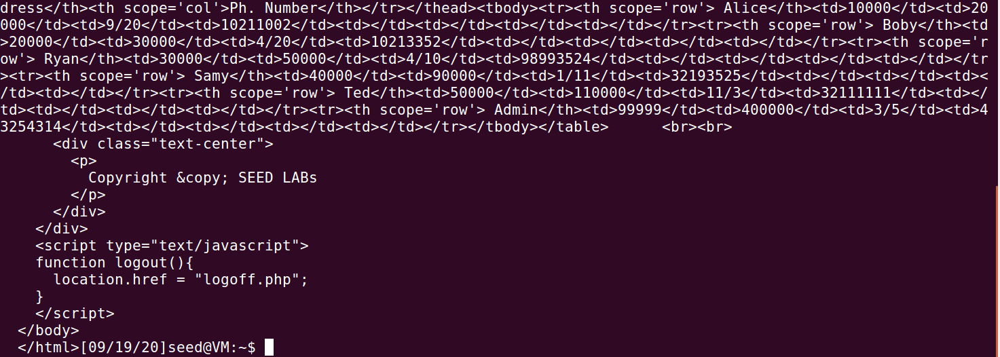 dress</th><th scope='col'>Ph. Number</th></tr></thead><tbody><tr><th scope='row'> Alice</th><td>10000</td><td>20
000</td><td>9/20</td><td>10211002</td><td></td><td></td><td></td><td></td></tr><tr><th scope='row'> Boby</th><td
>20000</td><td>30000</td><td>4/20</td><td>10213352</td><td></td><td></td><td></td><td></td></tr><tr><th scope='r
ow'> Ryan</th><td>30000</td><td>50000</td><td>4/10</td><td>98993524</td><td></td><td></td><td></td><td></td></tr
><tr><th scope='row'> Samy</th><td>40000</td><td>90000</td><td>1/11</td><td>32193525</td><td></td><td></td><td><
/td><td></td></tr><tr><th scope='row'> Ted</th><td>50000</td><td>110000</td><td>11/3</td><td>32111111</td><td></
td><td></td><td></td><td></td></tr><tr><th scope='row'> Admin</th><td>99999</td><td>400000</td><td>3/5</td><td>4
3254314</td><td></td><td></td><td></td><td></td></tr></tbody></table>      <br><br>
      <div class="text-center">
        <p>
          Copyright &copy; SEED LABs
        </p>
      </div>
    </div>
    <script type="text/javascript">
    function logout(){
      location.href = "logoff.php";
    }
    </script>
  </body>
  </html>[09/19/20]seed@VM:~$